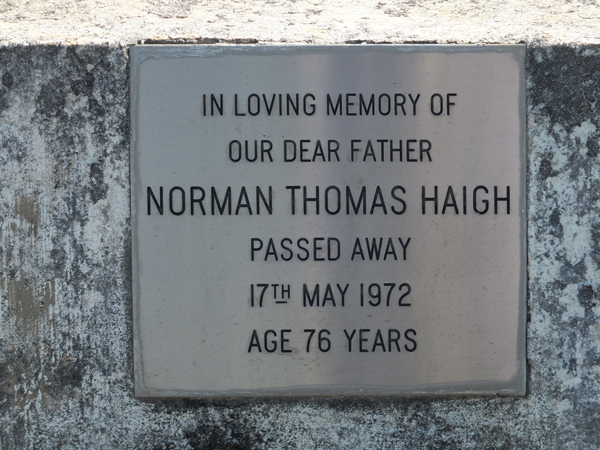 IN LOVING MEMORY OF
OUR DEAR FATHER
NORMAN THOMAS HAIGH
PASSED AWAY
17TH MAY 1972
AGE 76 YEARS